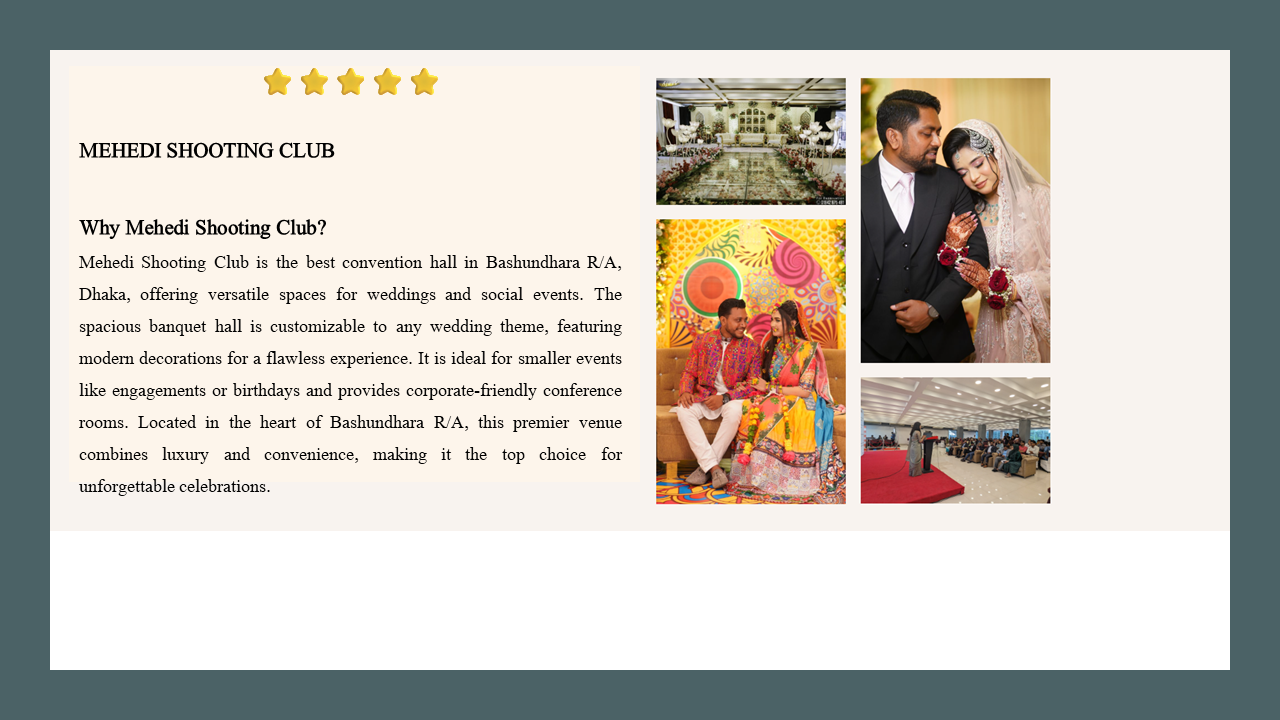 MEHEDI SHOOTING CLUB
Why Mehedi Shooting Club?
Mehedi Shooting Club is the best convention hall in Bashundhara R/A,
Dhaka, offering versatile spaces for weddings and social events. The
spacious banquet hall is customizable to any wedding theme, featuring
modern decorations for a flawless experience. It is ideal for smaller events
like engagements or birthdays and provides corporate-friendly conference
rooms. Located in the heart of Bashundhara R/A, this premier venue
combines luxury and convenience, making it the top choice for
unforgettable celebrations.